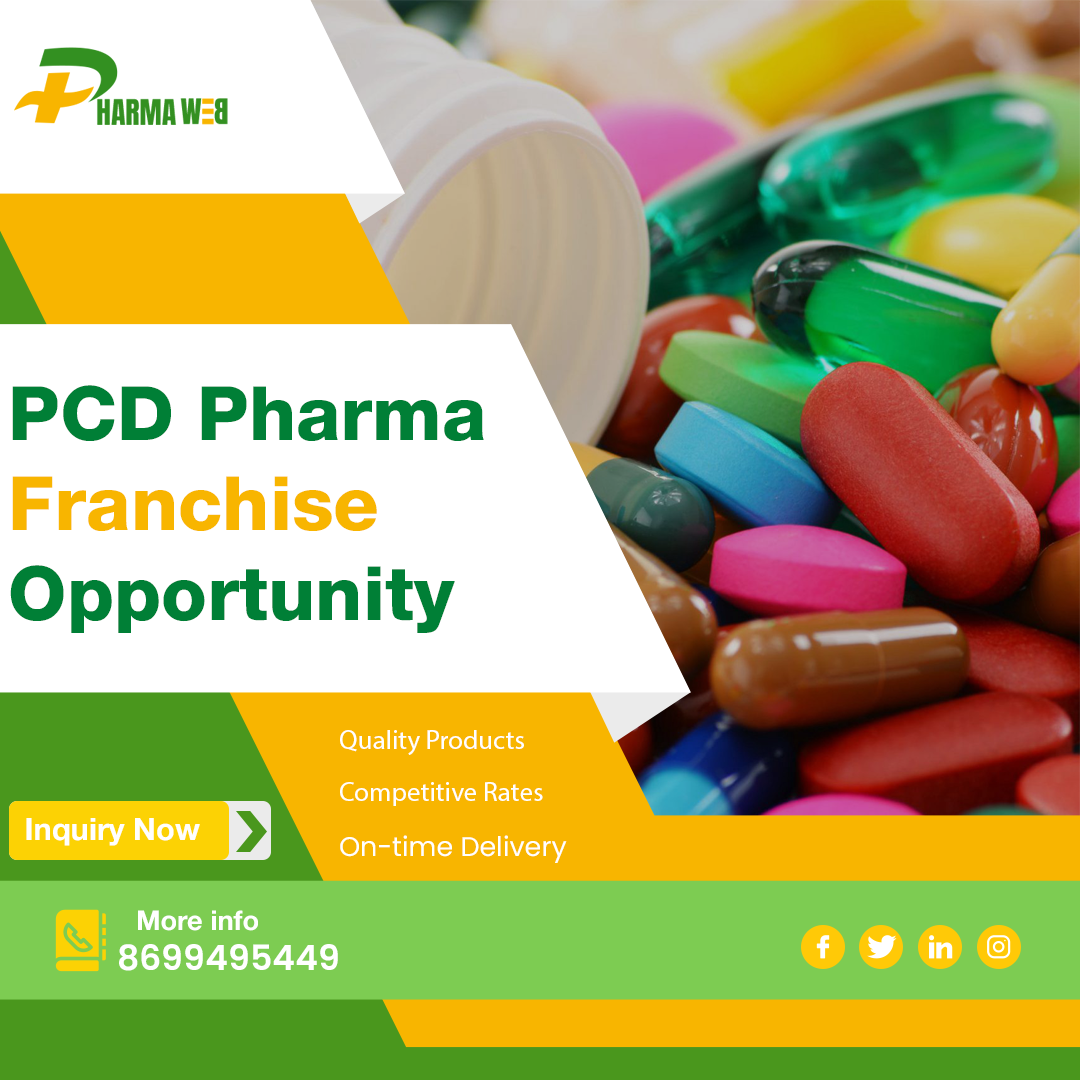 PHARMA WEB
PCD Pharma
Franchise
Opportunity
Quality Products
Competitive Rates
On-time Delivery
Inquiry Now
More info
8699495449